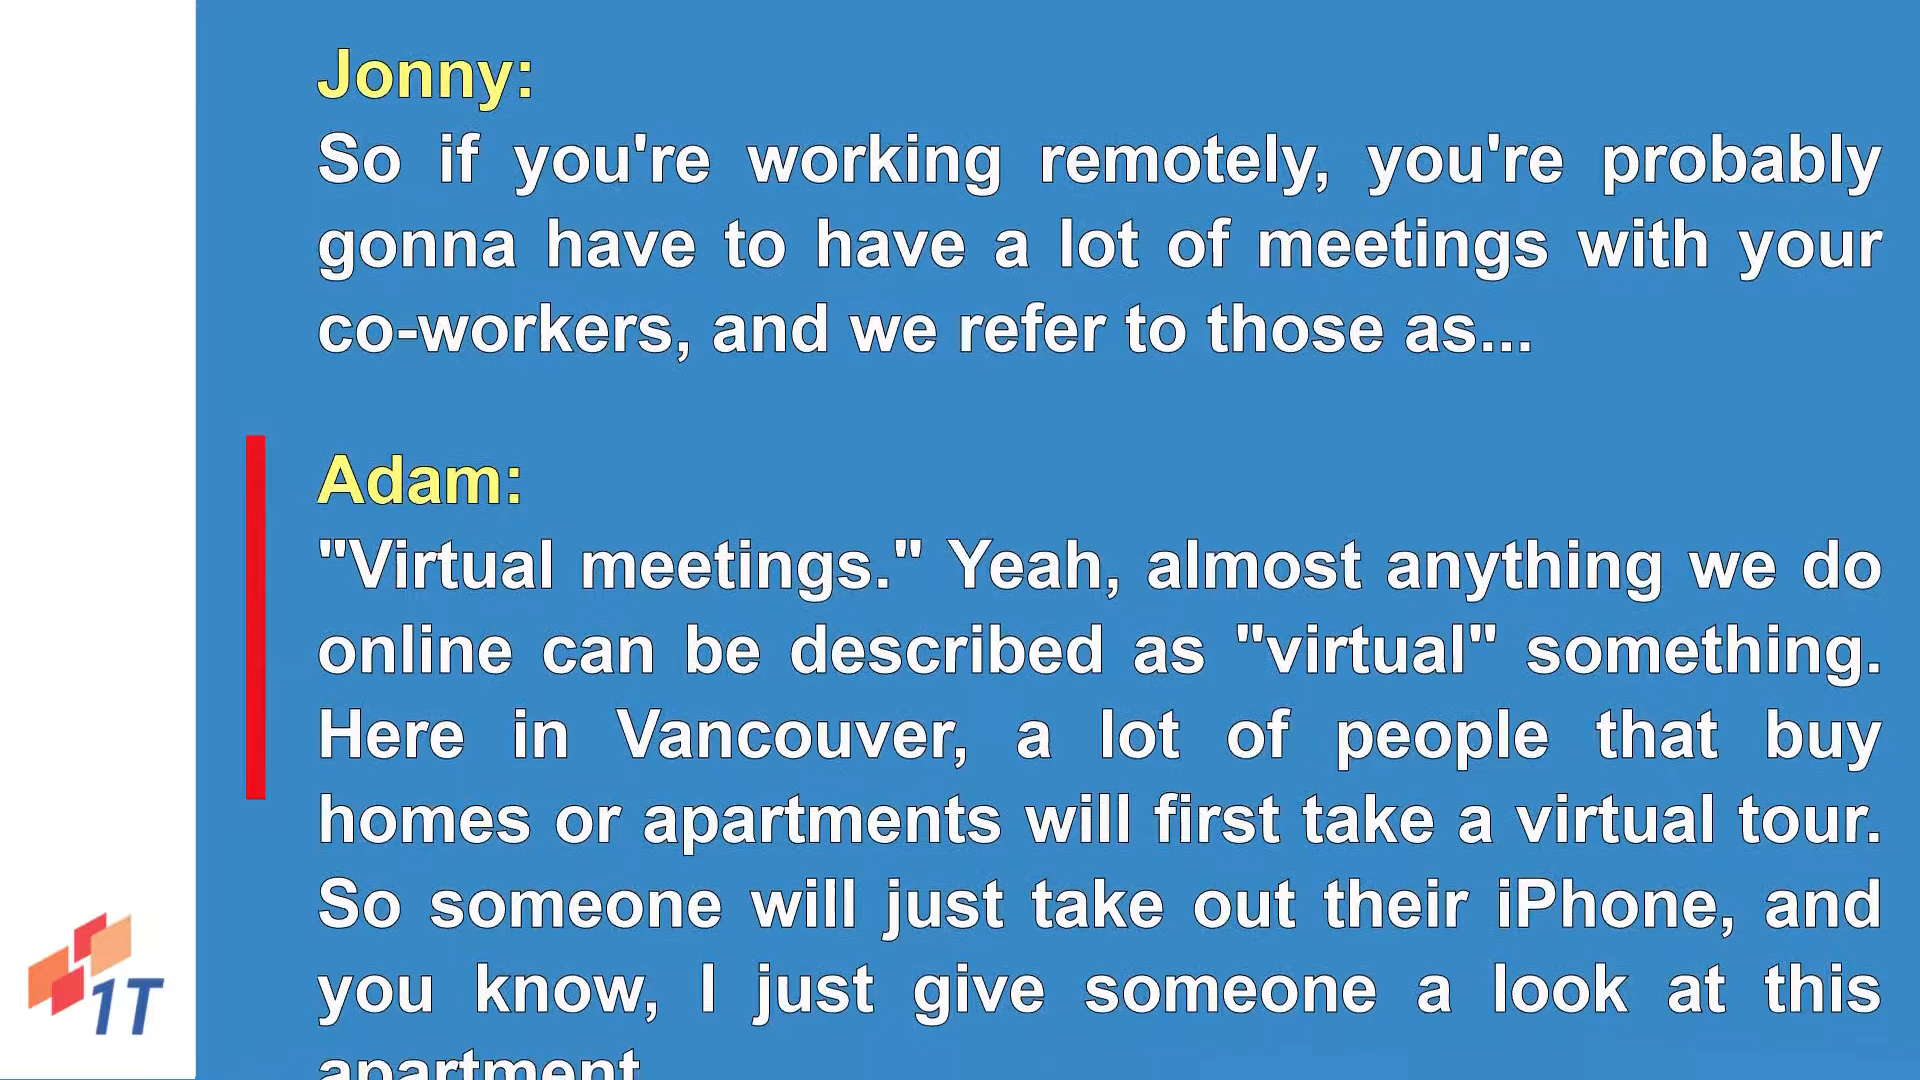 Jonny:
So if you're working remotely, you're probably
gonna have to have a lot of meetings with your
co-workers, and we refer to those as...
Adam:
"Virtual meetings." Yeah, almost anything we do
online can be described as "virtual" something.
Here in Vancouver, a lot of people that buy
homes or apartments will first take a virtual tour.
So someone will just take out their iPhone, and
you know, I just give someone a look at this
apartment
1T